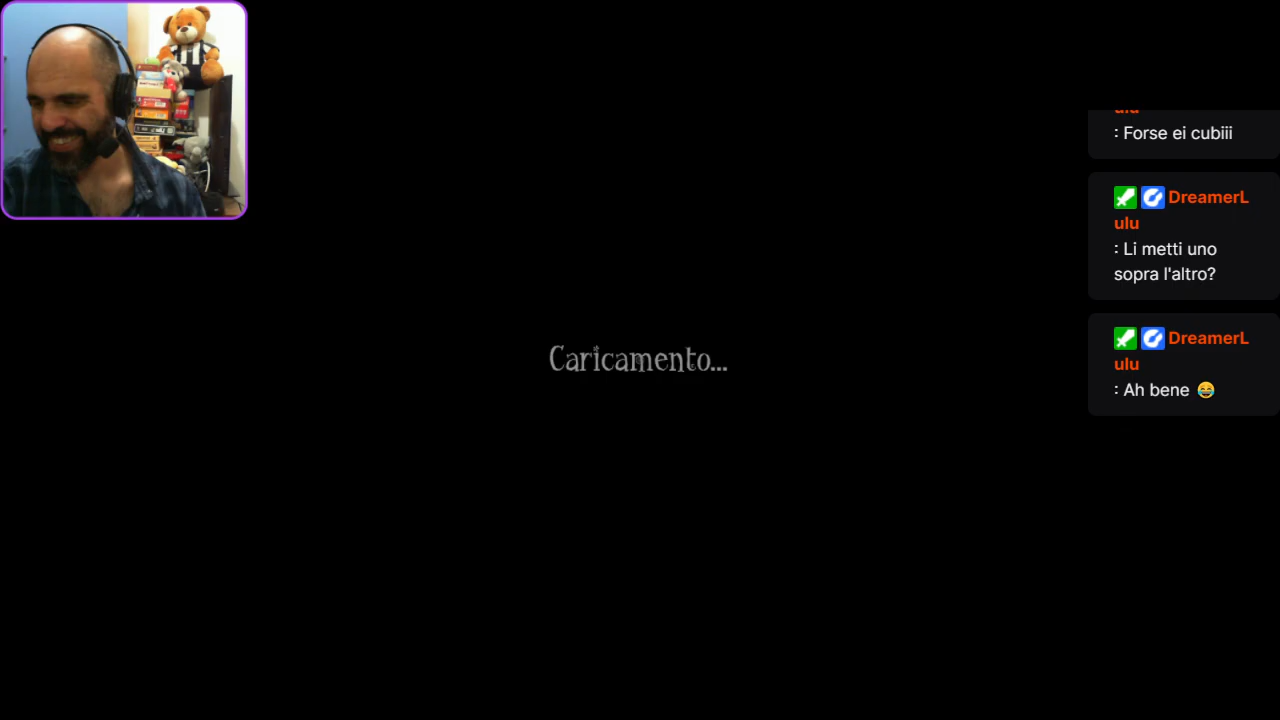 : Forse ei cubiii
DreamerL
ulu
: Li metti uno
sopra l'altro?
DreamerL
ulu
: Ah bene 😂
Caricamento...